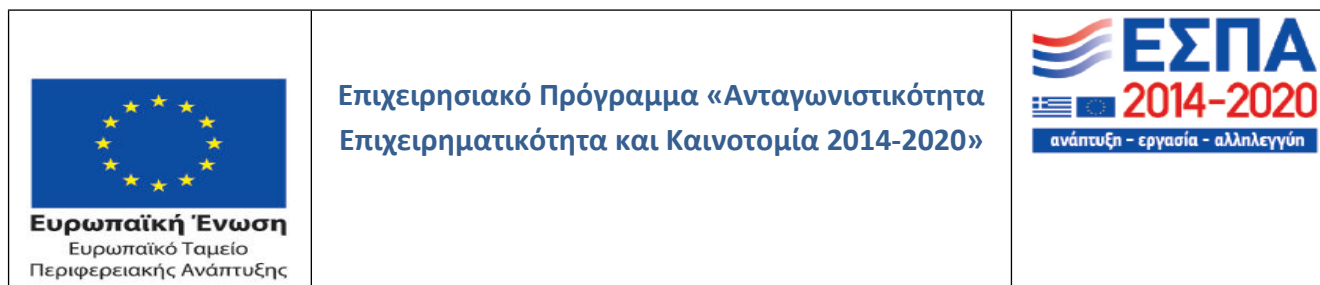 Ευρωπαϊκή Ένωση
Ευρωπαϊκό Ταμείο
Περιφερειακής Ανάπτυξης
Επιχειρησιακό Πρόγραμμα «Ανταγωνιστικότητα
Επιχειρηματικότητα και Καινοτομία 2014-2020»
ΕΣΠΑ
2014-2020
ανάπτυξη - εργασία - αλληλεγγύη